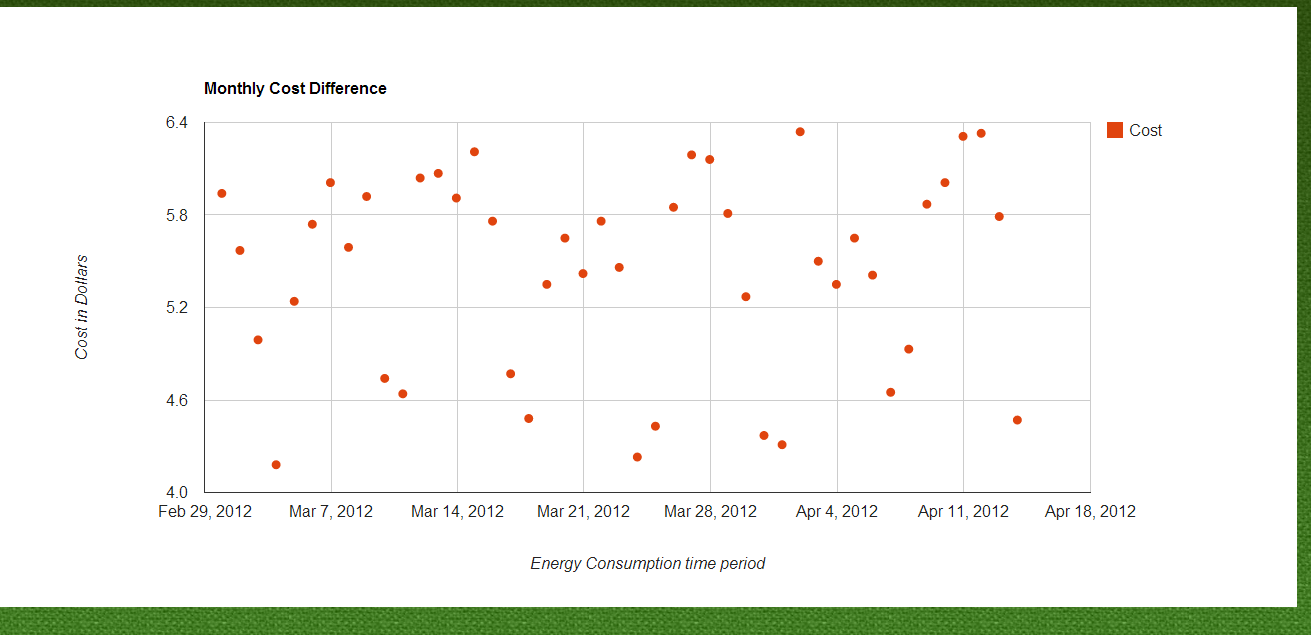 Monthly Cost Difference
6.4
Cost
5.8
5.2
4.6
4.0
Cost in Dollars
Feb 29, 2012 Mar 7, 2012 Mar 14, 2012 Mar 21, 2012 Mar 28, 2012 Apr 4, 2012 Apr 11, 2012 Apr 18, 2012
Energy Consumption time period